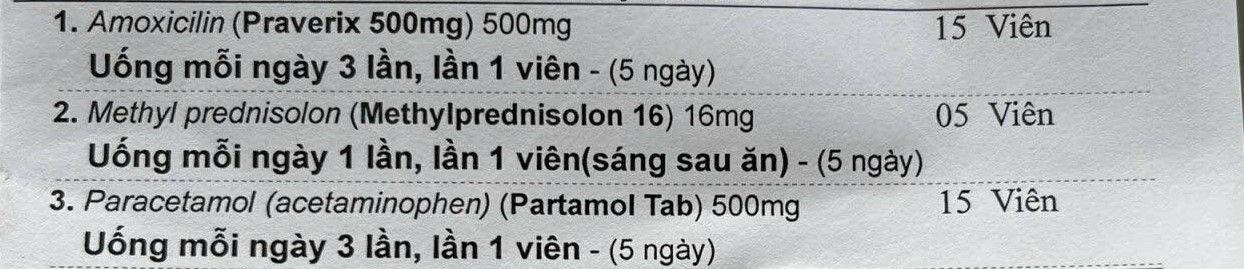 1. Amoxicilin (Praverix 500mg) 500mg 15 Viên
Uống mỗi ngày 3 lần, lần 1 viên - (5 ngày)
2. Methyl prednisolon (Methylprednisolon 16) 16mg 05 Viên
Uống mỗi ngày 1 lần, lần 1 viên(sáng sau ăn) - (5 ngày)
3. Paracetamol (acetaminophen) (Partamol Tab) 500mg 15 Viên
Uống mỗi ngày 3 lần, lần 1 viên - (5 ngày)